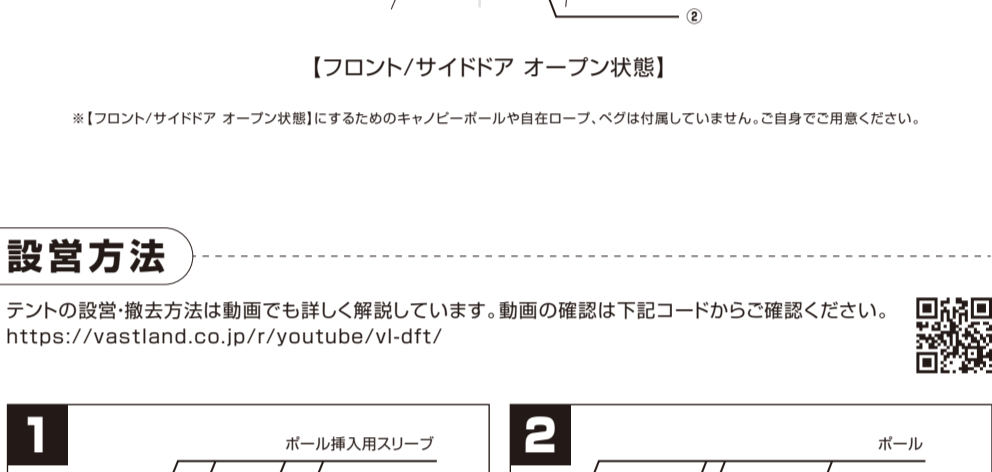 ②
【フロント/サイドドア オープン状態】
※【フロント/サイドドア オープン状態】にするためのキャノピーポールや自在ロープ、ペグは付属していません。ご自身でご用意ください。
設営方法
テントの設営・撤去方法は動画でも詳しく解説しています。動画の確認は下記コードからご確認ください。
https://vastland.co.jp/r/youtube/vl-dft/
1
ポール挿入用スリーブ
2
ポール